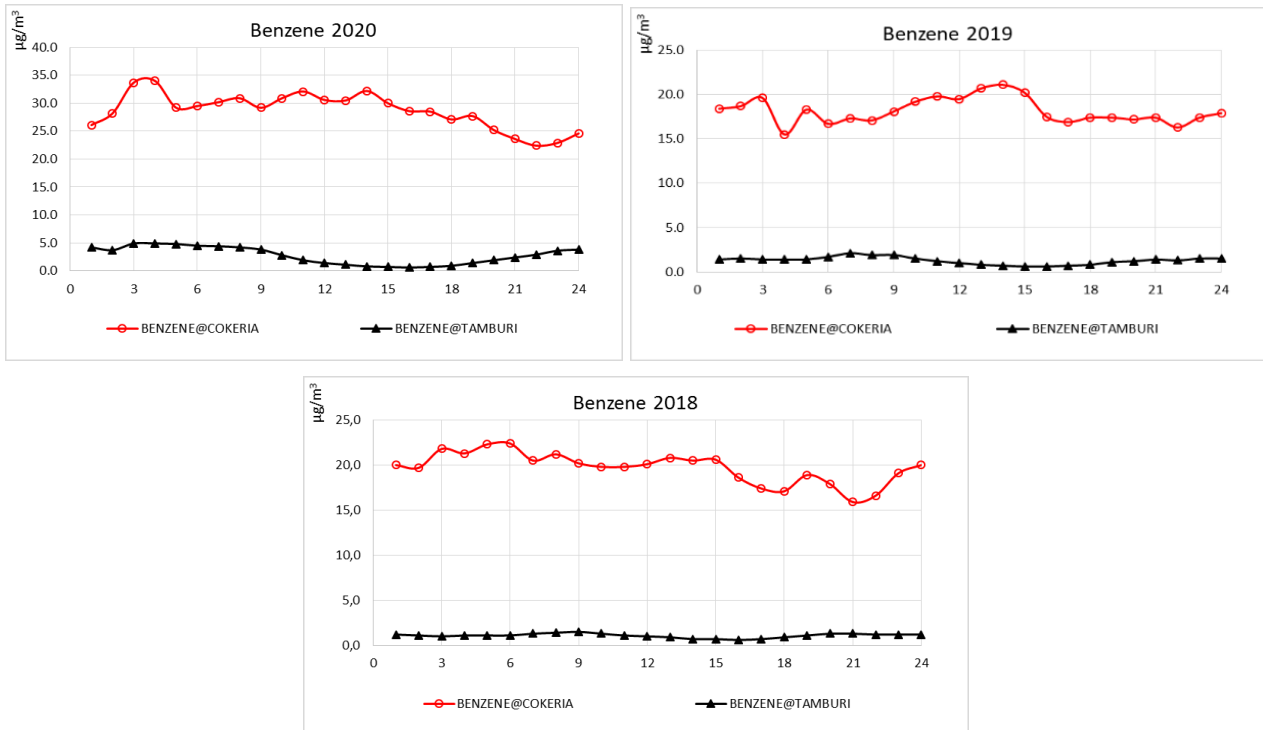 Benzene 2020
µg/m³
40.0
35.0
30.0
25.0
20.0
15.0
10.0
5.0
0.0
0 3 6 9 12 15 18 21 24
BENZENE@COKERIA BENZENE@TAMBURI
Benzene 2019
µg/m³
25.0
20.0
15.0
10.0
5.0
0.0
0 3 6 9 12 15 18 21 24
BENZENE@COKERIA BENZENE@TAMBURI
Benzene 2018
µg/m³
25,0
20,0
15,0
10,0
5,0
0,0
0 3 6 9 12 15 18 21 24
BENZENE@COKERIA BENZENE@TAMBURI